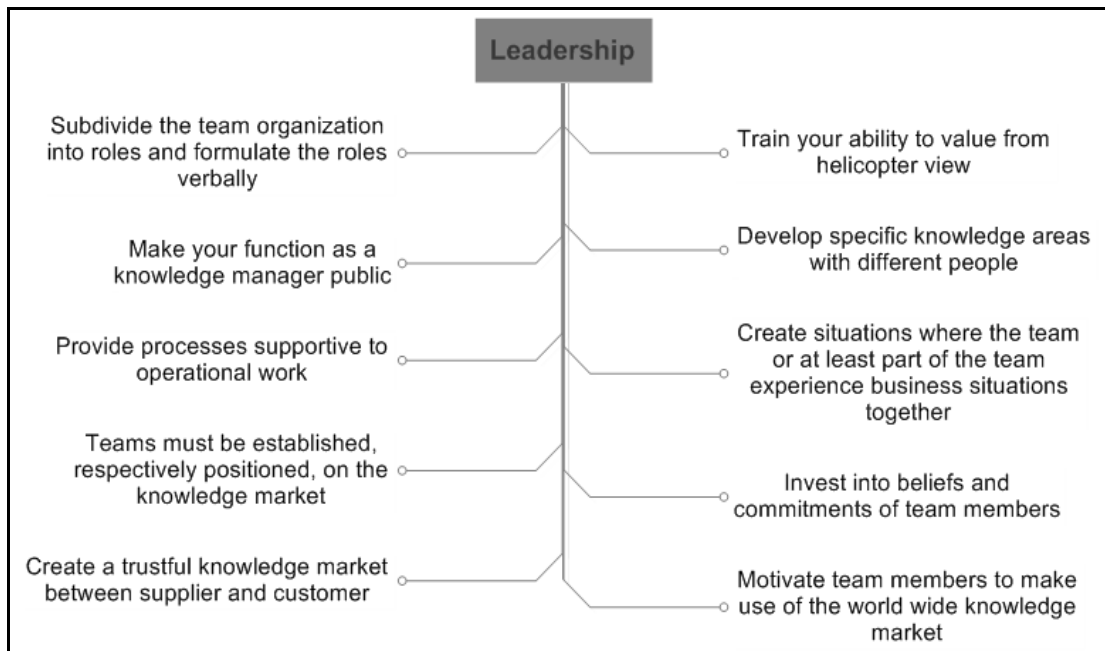 Leadership
Subdivide the team organization
into roles and formulate the roles
verbally
Make your function as a
knowledge manager public
Provide processes supportive to
operational work
Teams must be established,
respectively positioned, on the
knowledge market
Create a trustful knowledge market
between supplier and customer
Train your ability to value from
helicopter view
Develop specific knowledge areas
with different people
Create situations where the team
or at least part of the team
experience business situations
together
Invest into beliefs and
commitments of team members
Motivate team members to make
use of the world wide knowledge
market